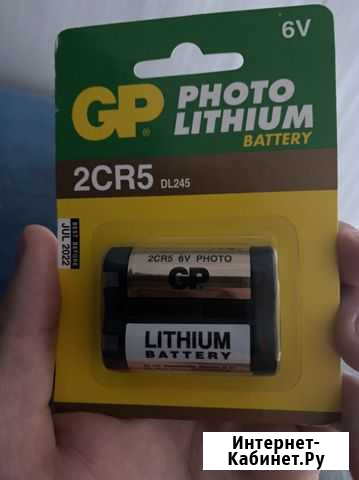 6V
GP®
PHOTO
LITHIUM
BATTERY
2CR5 DL245
BEST BEFORE
JUL 2022
2CR5 6V PHOTO
GP
LITHIUM
BATTERY
Интернет-
Кабинет.Ру